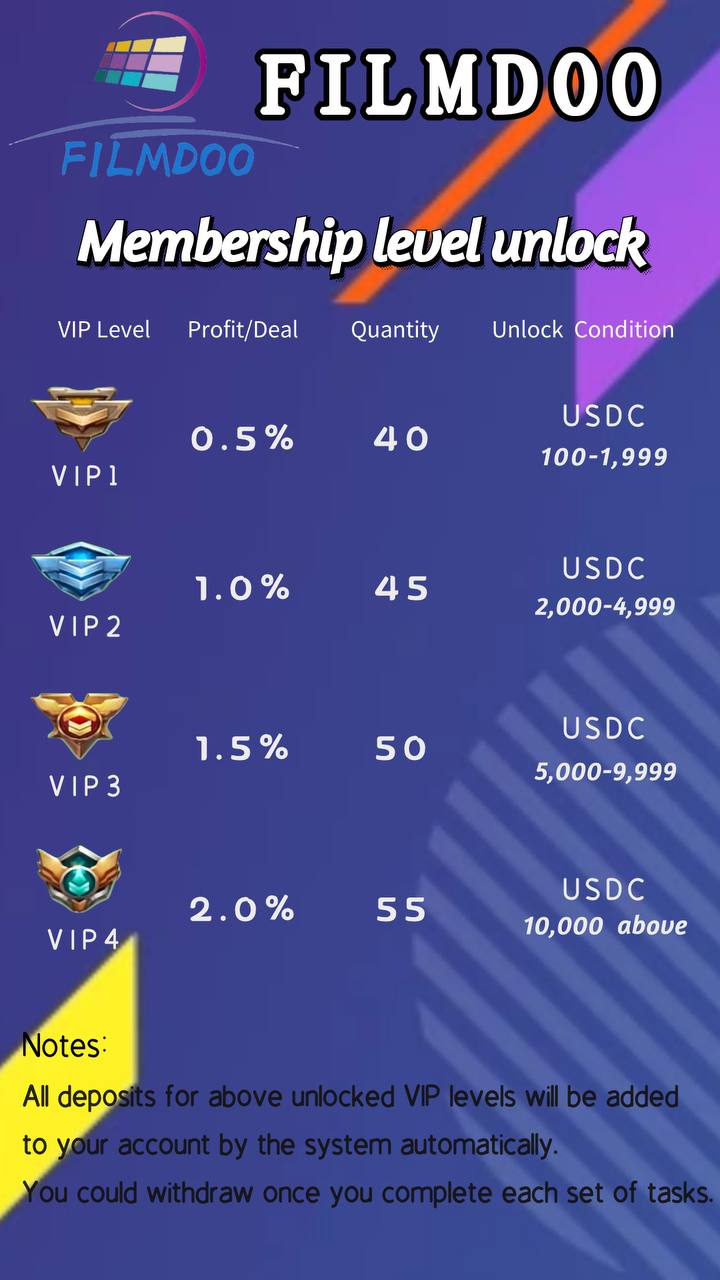 FILMDOO
FILMDOO
Membership level unlock
VIP Level Profit/Deal Quantity Unlock Condition
VIP1 0.5% 40 USDC
100-1,999
VIP2 1.0% 45 USDC
2,000-4,999
VIP3 1.5% 50 USDC
5,000-9,999
VIP4 2.0% 55 USDC
10,000 above
Notes:
All deposits for above unlocked VIP levels will be added
to your account by the system automatically.
You could withdraw once you complete each set of tasks.